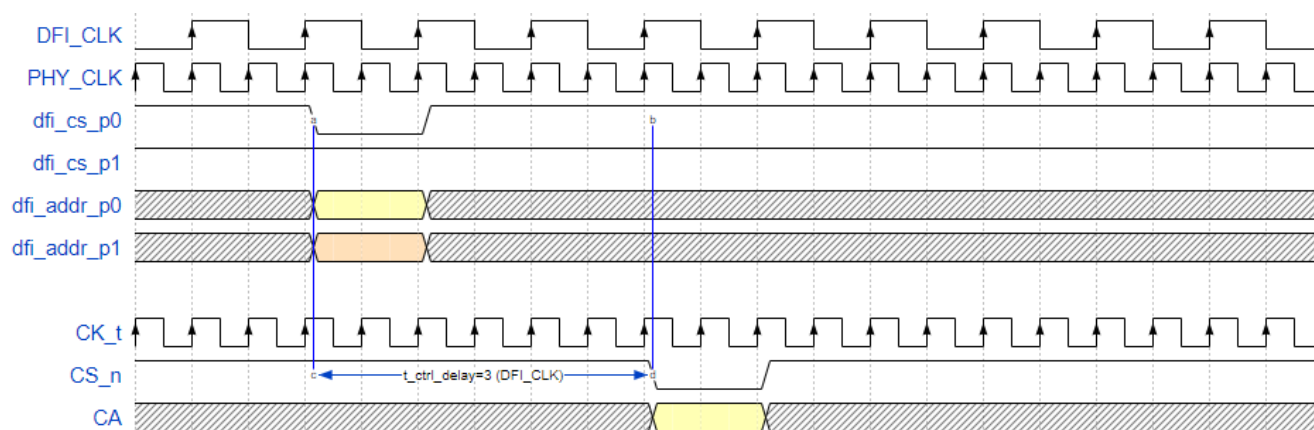 DFI_CLK
PHY_CLK
dfi_cs_p0
a
b
dfi_cs_p1
dfi_addr_p0
dfi_addr_p1
CK_t
CS_n
c
t_ctrl_delay=3 (DFI_CLK)
d
CA